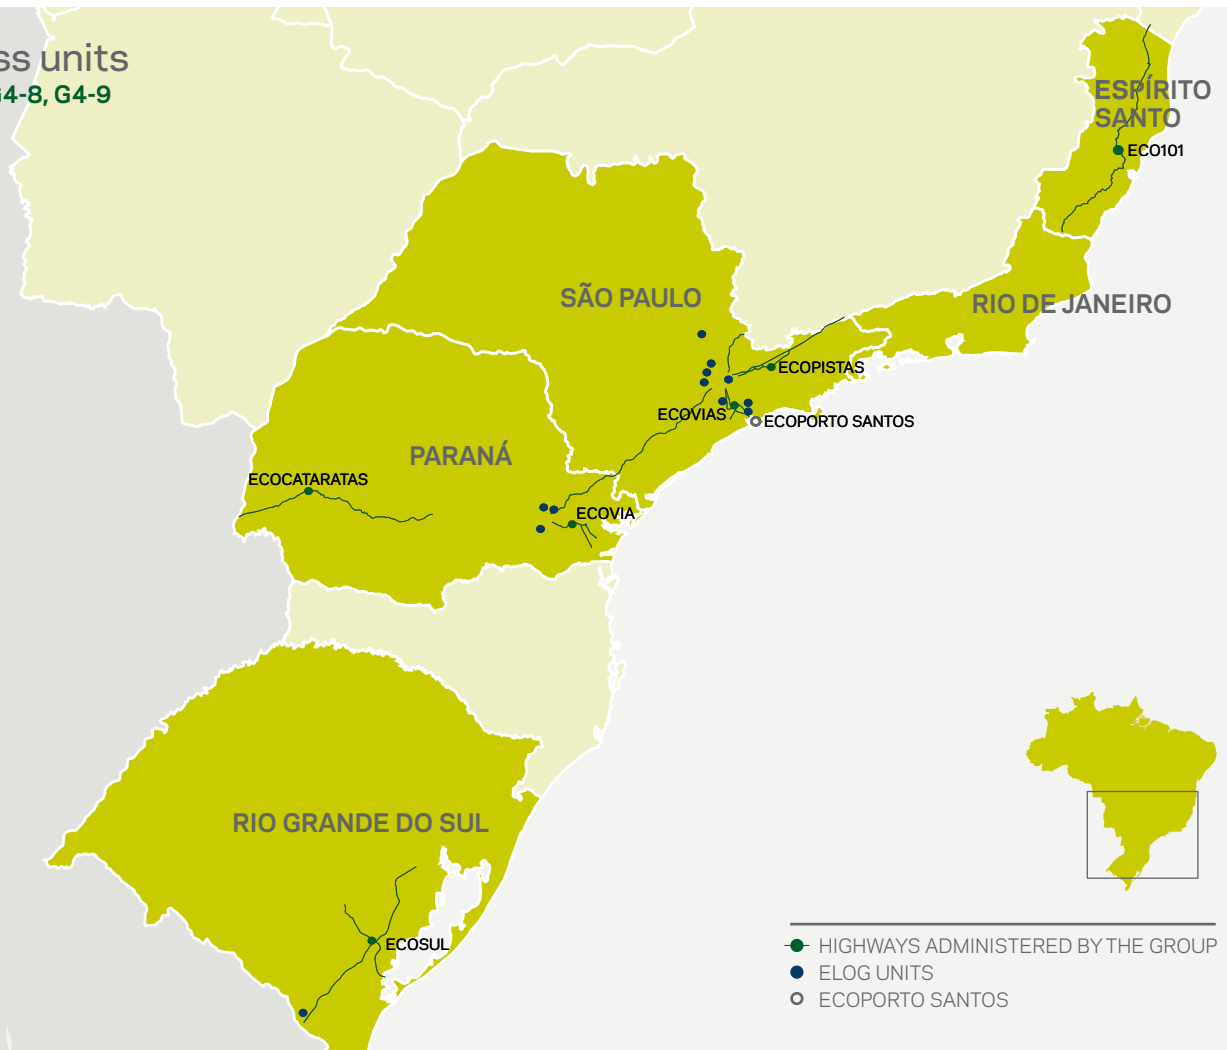 ss units
G4-8, G4-9
ESPÍRITO
SANTO
ECO101
SÃO PAULO
RIO DE JANEIRO
ECOPISTAS
ECOVIAS
ECOPORTO SANTOS
PARANÁ
ECOCATARATAS
ECOVIA
RIO GRANDE DO SUL
ECOSUL
HIGHWAYS ADMINISTERED BY THE GROUP
ELOG UNITS
ECOPORTO SANTOS